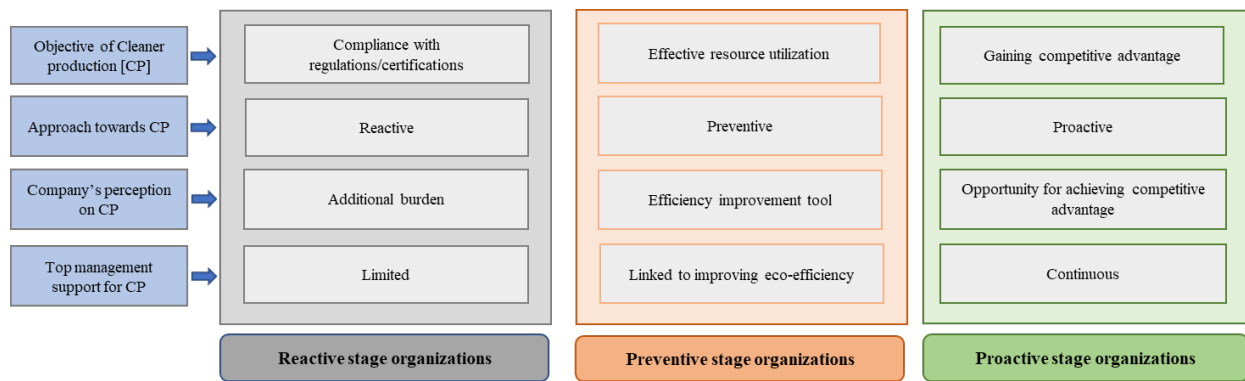 Objective of Cleaner
production [CP]
Compliance with
regulations/certifications
Effective resource utilization
Gaining competitive advantage
Approach towards CP
Reactive
Preventive
Proactive
Company's perception
on CP
Additional burden
Efficiency improvement tool
Opportunity for achieving competitive
advantage
Top management
support for CP
Limited
Linked to improving eco-efficiency
Continuous
Reactive stage organizations
Preventive stage organizations
Proactive stage organizations